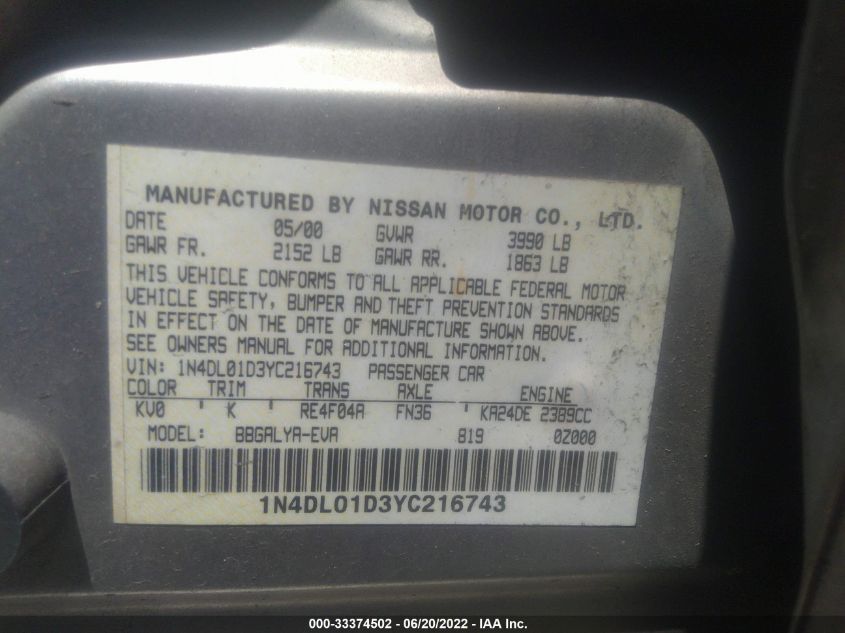 MANUFACTURED BY NISSAN MOTOR CO., LTD.
DATE 05/00 GVWR 3990 LB
GAWR FR. 2152 LB GAWR RR. 1863 LB
THIS VEHICLE CONFORMS TO ALL APPLICABLE FEDERAL MOTOR
VEHICLE SAFETY, BUMPER AND THEFT PREVENTION STANDARDS
IN EFFECT ON THE DATE OF MANUFACTURE SHOWN ABOVE.
SEE OWNERS MANUAL FOR ADDITIONAL INFORMATION.
VIN: 1N4DL01D3YC216743 PASSENGER CAR
COLOR TRIM TRANS AXLE ENGINE
KV0 ' K ' RE4F04A FN36 ' KA24DE 2389CC
MODEL: BBGALYA-EVA 819 0Z000
1N4DL01D3YC216743
000-33374502 - 06/20/2022 - IAA Inc.